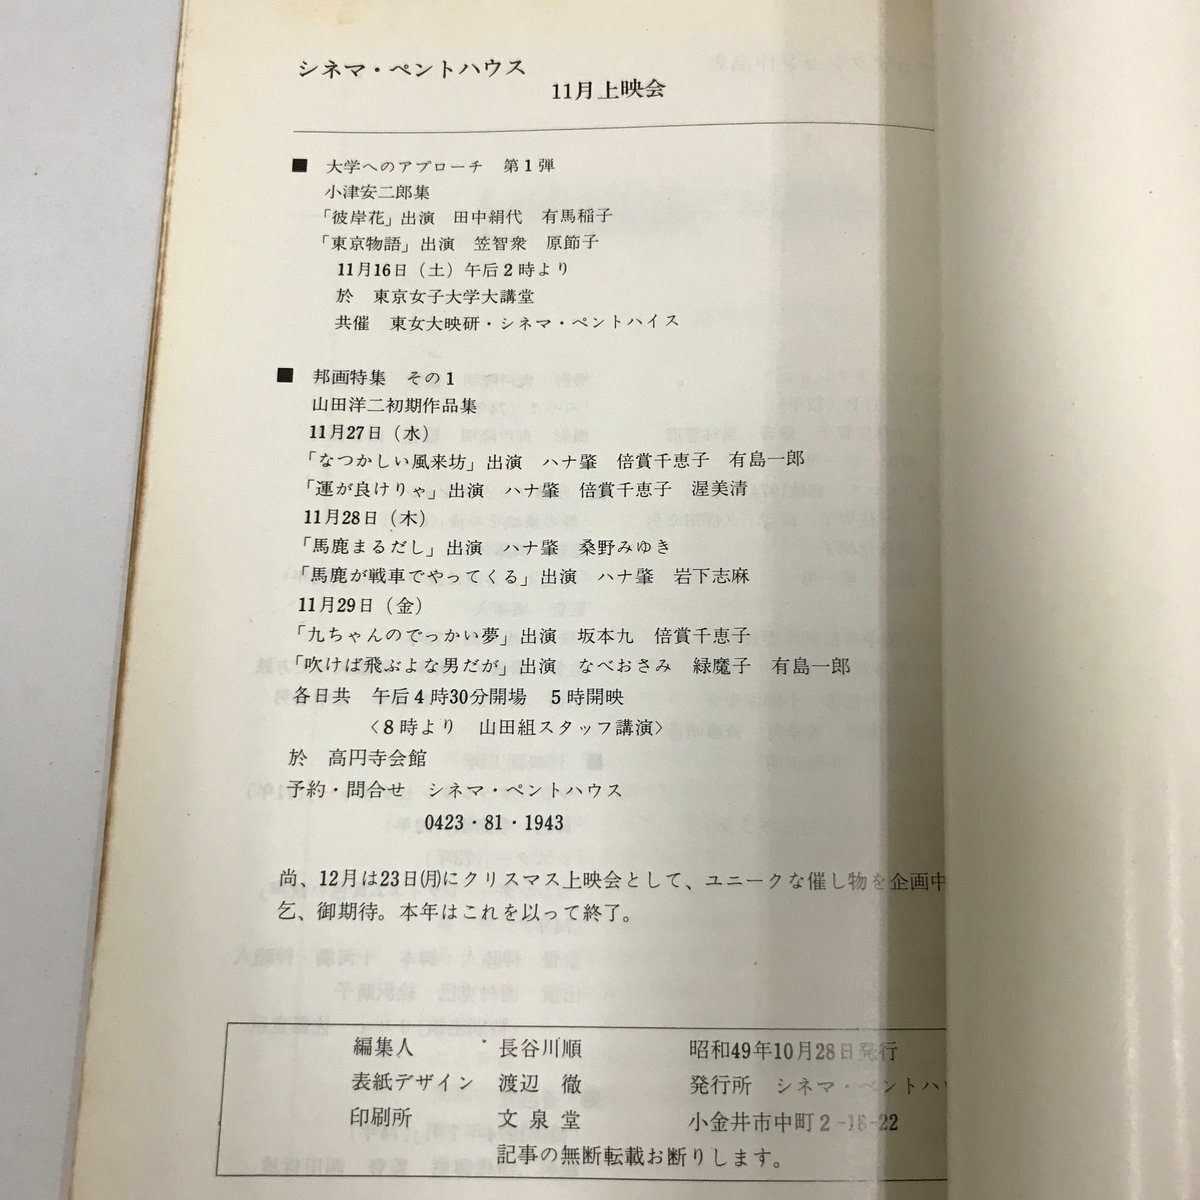 シネマ・ペントハウス
11月上映会
■ 大学へのアプローチ 第1弾
小津安二郎集
「彼岸花」出演 田中絹代 有馬稲子
「東京物語」出演 笠智衆 原節子
11月16日(土)午后2時より
於 東京女子大学大講堂
共催 東女大映研・シネマ・ペントハイス
■ 邦画特集 その1
山田洋二初期作品集
11月27日(水)
「なつかしい風来坊」出演 ハナ肇 倍賞千恵子 有島一郎
「運が良けりゃ」出演 ハナ肇 倍賞千恵子 渥美清
11月28日(木)
「馬鹿まるだし」出演 ハナ肇 桑野みゆき
「馬鹿が戦車でやってくる」出演 ハナ肇 岩下志麻
11月29日(金)
「九ちゃんのでっかい夢」出演 坂本九 倍賞千恵子
「吹けば飛ぶよな男だが」出演 なべおさみ 緑魔子 有島一郎
各日共 午后4時30分開場 5時開映
〈8時より 山田組スタッフ講演〉
於 高円寺会館
予約・問合せ シネマ・ペントハウス
0423・81・1943
尚、12月は23日(月)にクリスマス上映会として、ユニークな催し物を企画中
乞、御期待。本年はこれを以って終了。
編集人 長谷川順 昭和49年10月28日発行
表紙デザイン 渡辺 徹 発行所 シネマ・ペントハ
印刷所 文泉堂 小金井市中町2-16-22
記事の無断転載お断りします。